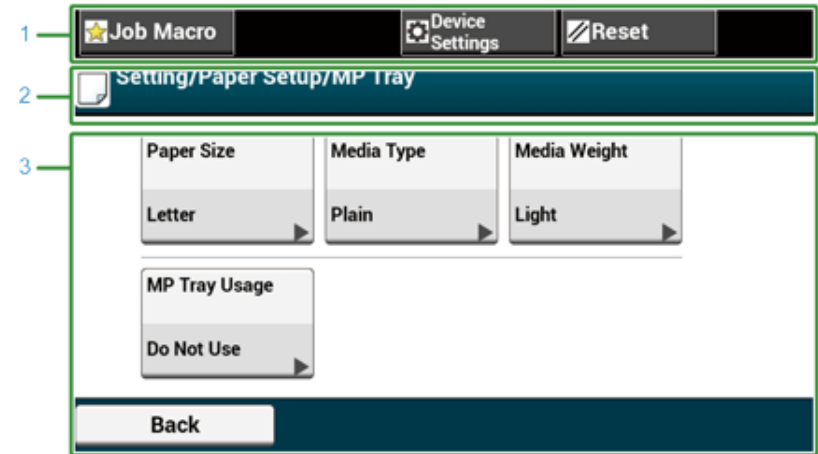 1
Job Macro
Device
Settings
Reset
2
Setting/Paper Setup/MP Tray
3
Paper Size
Media Type
Media Weight
Letter
Plain
Light
MP Tray Usage
Do Not Use
Back